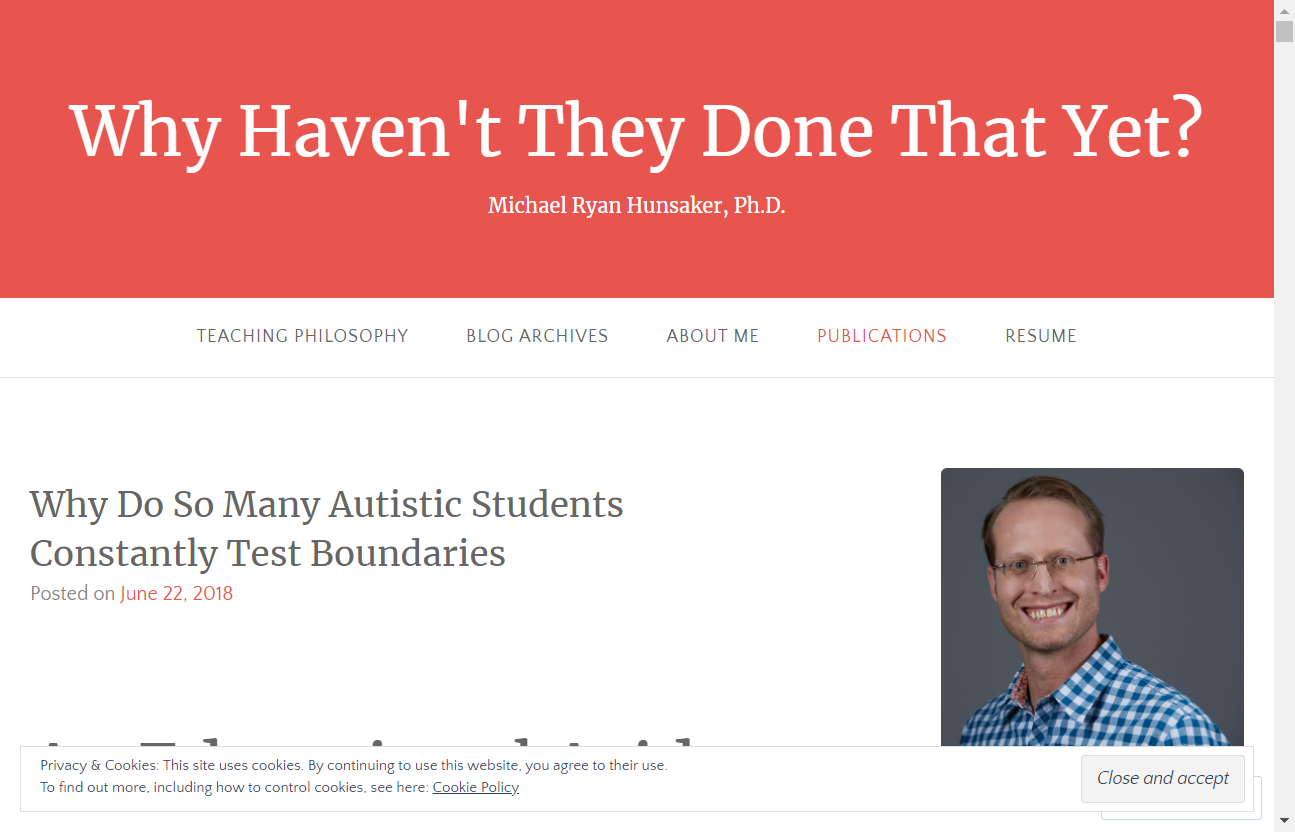 Why Haven't They Done That Yet?
Michael Ryan Hunsaker, Ph.D.
TEACHING PHILOSOPHY
BLOG ARCHIVES
ABOUT ME
PUBLICATIONS
RESUME
Why Do So Many Autistic Students
Constantly Test Boundaries
Posted on June 22, 2018
Privacy & Cookies: This site uses cookies. By continuing to use this website, you agree to their use.
To find out more, including how to control cookies, see here: Cookie Policy
Close and accept